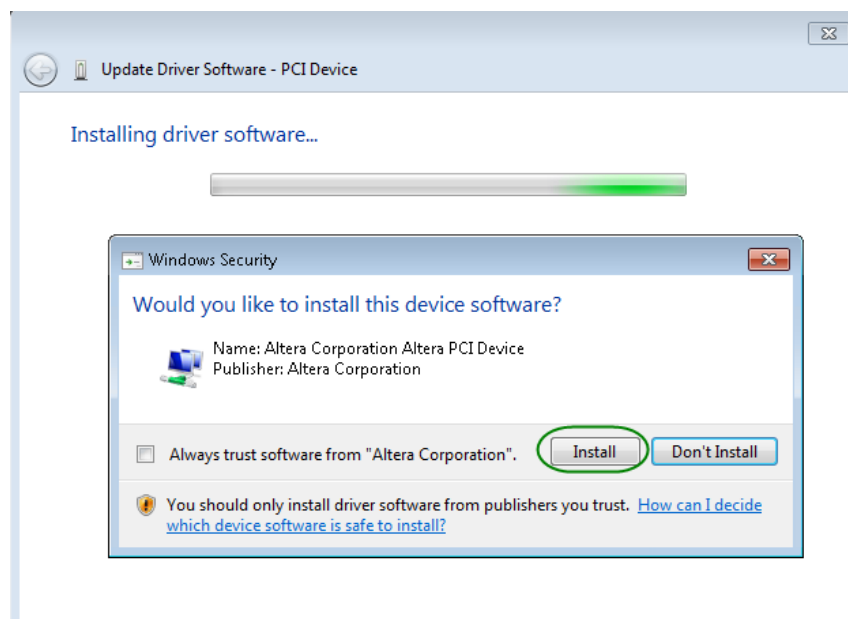 Update Driver Software - PCI Device
Installing driver software...
Windows Security
Would you like to install this device software?
Name: Altera Corporation Altera PCI Device
Publisher: Altera Corporation
Always trust software from "Altera Corporation".
Install
Don't Install
You should only install driver software from publishers you trust. How can I decide
which device software is safe to install?